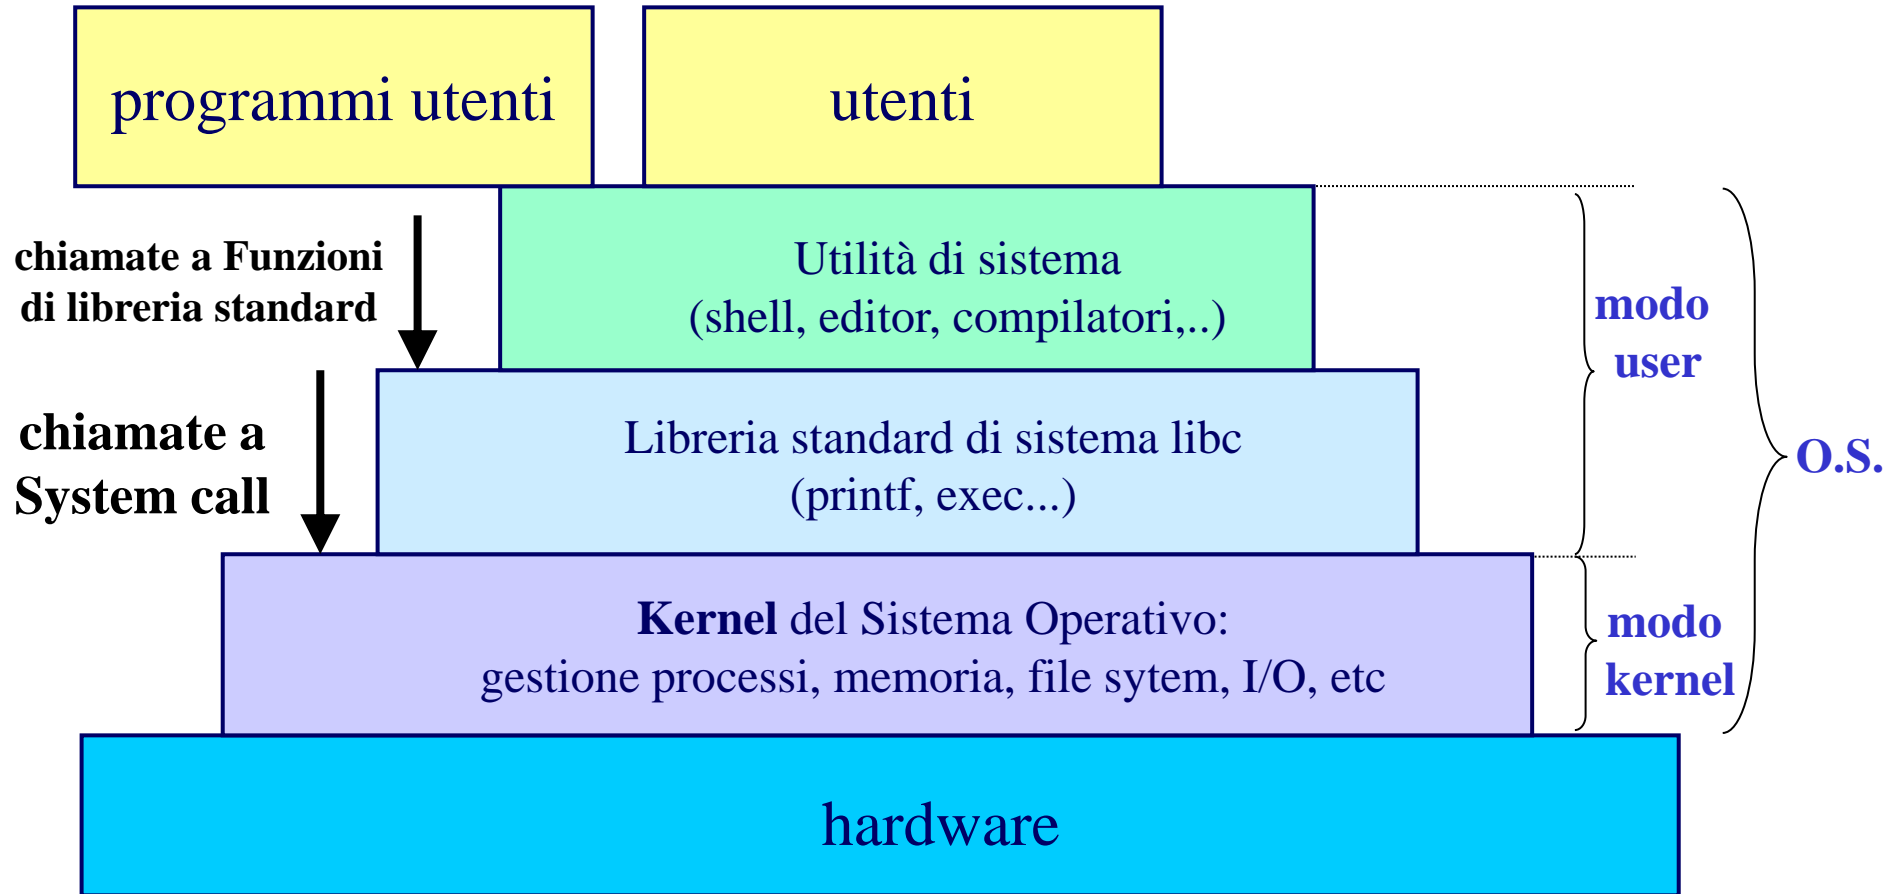 programmi utenti
utenti
chiamate a Funzioni
di libreria standard
Utilità di sistema
(shell, editor, compilatori,..)
modo
user
chiamate a
System call
Libreria standard di sistema libc
(printf, exec...)
O.S.
Kernel del Sistema Operativo:
gestione processi, memoria, file sytem, I/O, etc
modo
kernel
hardware